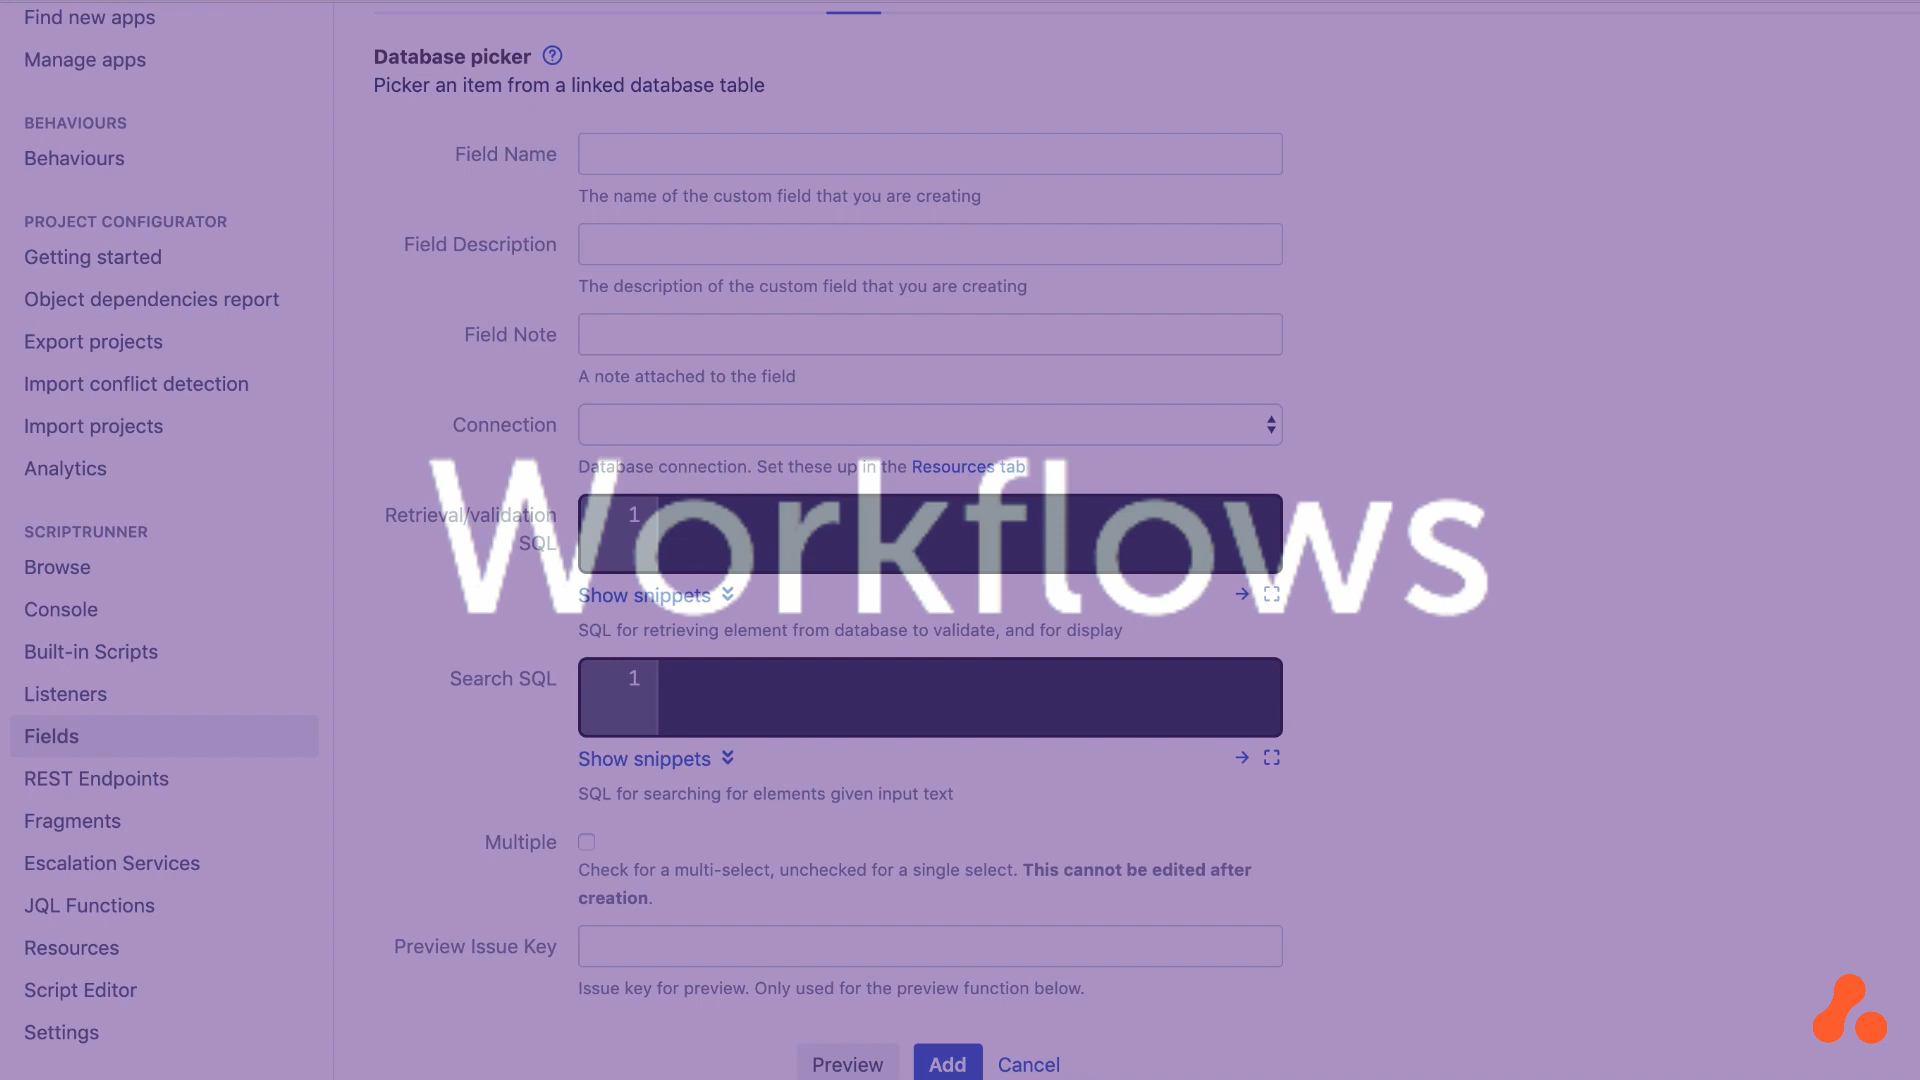 Find new apps
Manage apps
BEHAVIOURS
Behaviours
PROJECT CONFIGURATOR
Getting started
Object dependencies report
Export projects
Import conflict detection
Import projects
Analytics
SCRIPTRUNNER
Browse
Console
Built-in Scripts
Listeners
Fields
REST Endpoints
Fragments
Escalation Services
JQL Functions
Resources
Script Editor
Settings
Database picker ?
Picker an item from a linked database table
Field Name
The name of the custom field that you are creating
Field Description
The description of the custom field that you are creating
Field Note
A note attached to the field
Connection
Database connection. Set these up in the Resources tab
Workflows
Retrieval/validation
SQL
1
Show snippets
SQL for retrieving element from database to validate, and for display
Search SQL
1
Show snippets
SQL for searching for elements given input text
Multiple
Check for a multi-select, unchecked for a single select. This cannot be edited after
creation.
Preview Issue Key
Issue key for preview. Only used for the preview function below.
Preview Add Cancel